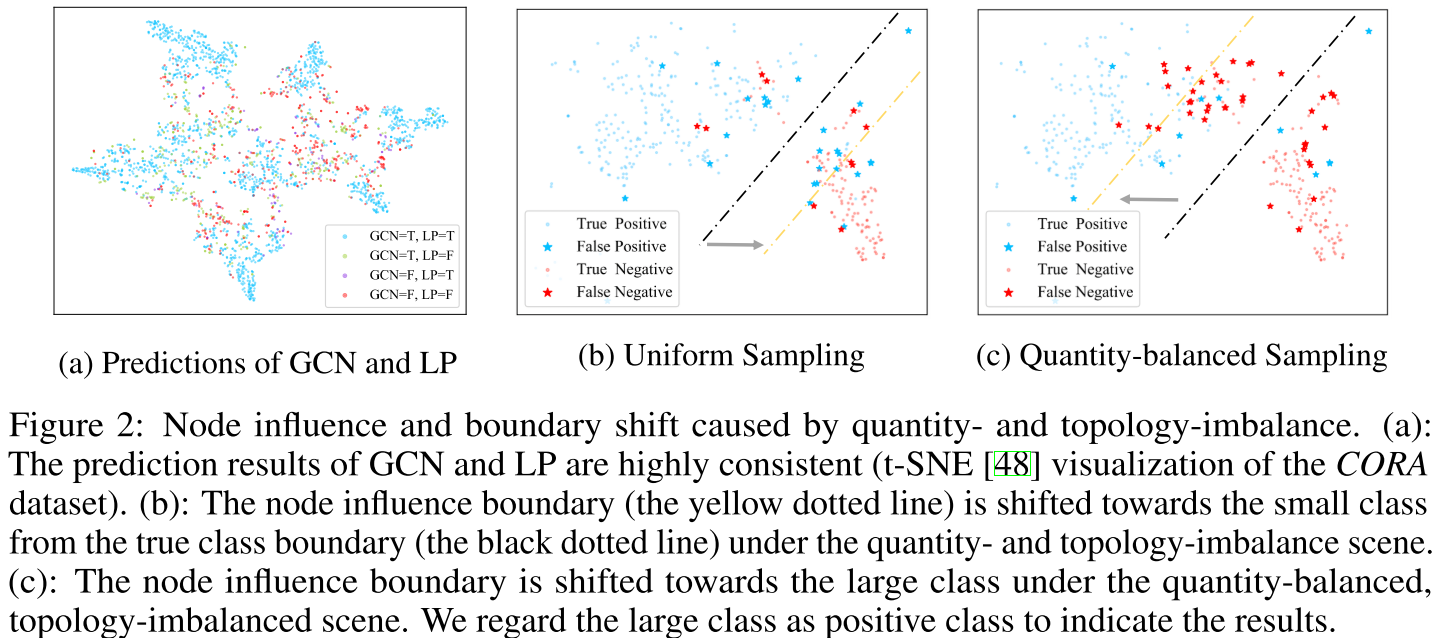 GCN=T, LP=T
GCN=T, LP=F
GCN=F, LP=T
GCN=F, LP=F
True Positive
False Positive
True Negative
False Negative
True Positive
False Positive
True Negative
False Negative
(a) Predictions of GCN and LP
(b) Uniform Sampling
(c) Quantity-balanced Sampling
Figure 2: Node influence and boundary shift caused by quantity- and topology-imbalance. (a):
The prediction results of GCN and LP are highly consistent (t-SNE [48] visualization of the CORA
dataset). (b): The node influence boundary (the yellow dotted line) is shifted towards the small class
from the true class boundary (the black dotted line) under the quantity- and topology-imbalance scene.
(c): The node influence boundary is shifted towards the large class under the quantity-balanced,
topology-imbalanced scene. We regard the large class as positive class to indicate the results.